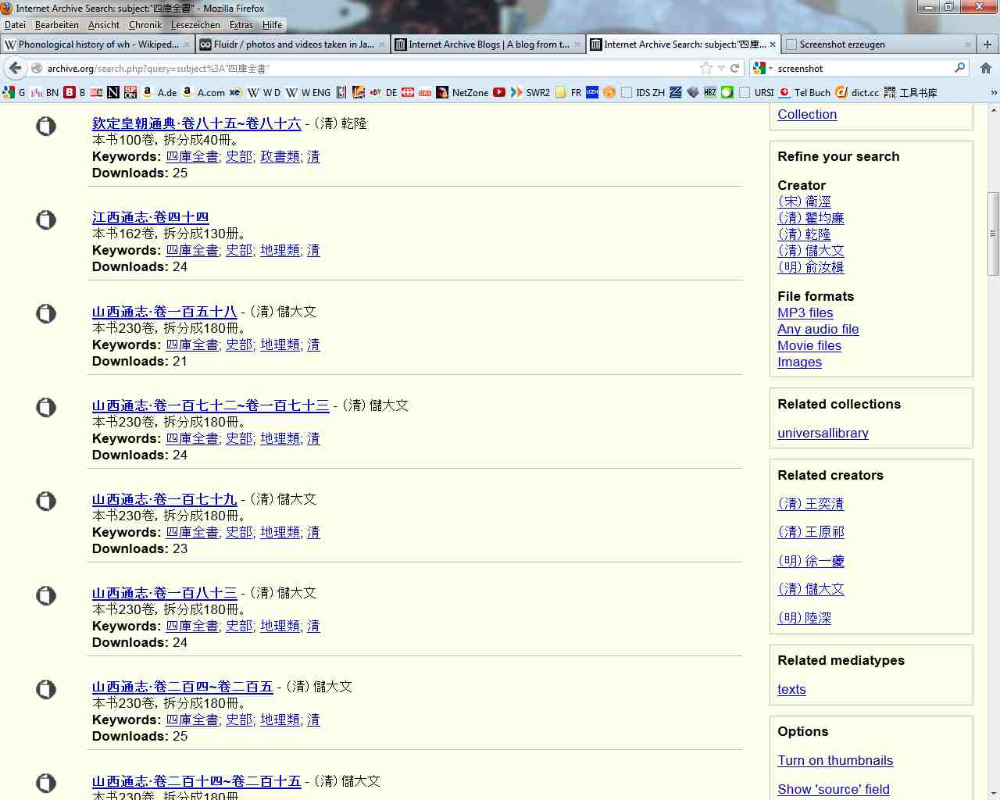 Internet Archive Search: subject:"四庫全書" - Mozilla Firefox
Datei Bearbeiten Ansicht Chronik Lesezeichen Extras Hilfe
Phonological history of wh - Wikiped... Fluidr / photos and videos taken in Ja... Internet Archive Blogs | A blog from t... Internet Archive Search: subject:"四庫... Screenshot erzeugen
archive.org/search.php?query=subject%3A"四庫全書" screenshot
G BN B A.de A.com W D W ENG DE NetZone SWR2 FR UZH IDS ZH HBZ URSI Tel Buch dict.cc 工具书库
欽定皇朝通典·卷八十五~卷八十六 - (清) 乾隆
本书100卷, 拆分成40冊。
Keywords: 四庫全書; 史部; 政書類; 清
Downloads: 25
江西通志·卷四十四
本书162卷, 拆分成130册。
Keywords: 四庫全書; 史部; 地理類; 清
Downloads: 24
山西通志·卷一百五十八 - (清) 儲大文
本书230卷, 拆分成180冊。
Keywords: 四庫全書; 史部; 地理類; 清
Downloads: 21
山西通志·卷一百七十二~卷一百七十三 - (清) 儲大文
本书230卷, 拆分成180冊。
Keywords: 四庫全書; 史部; 地理類; 清
Downloads: 24
山西通志·卷一百七十九 - (清) 儲大文
本书230卷, 拆分成180冊。
Keywords: 四庫全書; 史部; 地理類; 清
Downloads: 23
山西通志·卷一百八十三 - (清) 儲大文
本书230卷, 拆分成180冊。
Keywords: 四庫全書; 史部; 地理類; 清
Downloads: 24
山西通志·卷二百四~卷二百五 - (清) 儲大文
本书230卷, 拆分成180冊。
Keywords: 四庫全書; 史部; 地理類; 清
Downloads: 25
山西通志·卷二百十四~卷二百十五 - (清) 儲大文
本书230卷, 拆分成180冊
Collection
Refine your search
Creator
(宋) 衛涇
(清) 翟均廉
(清) 乾隆
(清) 儲大文
(明) 俞汝楫
File formats
MP3 files
Any audio file
Movie files
Images
Related collections
universallibrary
Related creators
(清) 王奕清
(清) 王原祁
(明) 徐一夔
(清) 儲大文
(明) 陸深
Related mediatypes
texts
Options
Turn on thumbnails
Show 'source' field